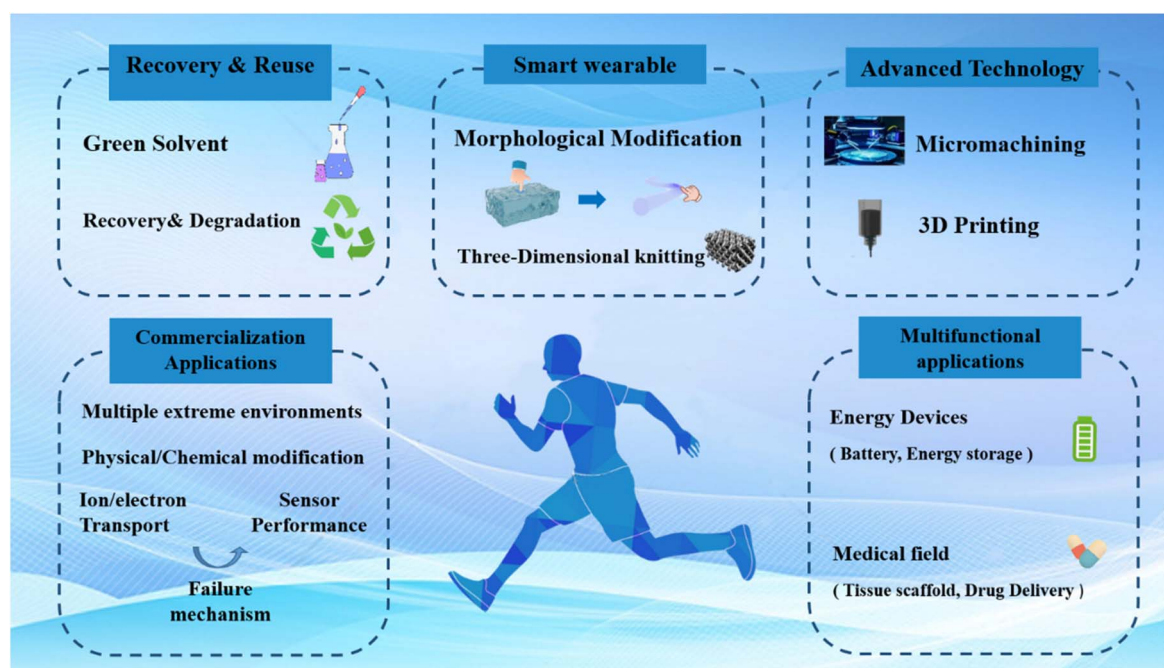 Recovery & Reuse
Green Solvent
Recovery& Degradation
Smart wearable
Morphological Modification
Three-Dimensional knitting
Advanced Technology
Micromachining
3D Printing
Commercialization
Applications
Multiple extreme environments
Physical/Chemical modification
Ion/electron
Transport
Sensor
Performance
Failure
mechanism
Multifunctional
applications
Energy Devices
( Battery, Energy storage )
Medical field
( Tissue scaffold, Drug Delivery )